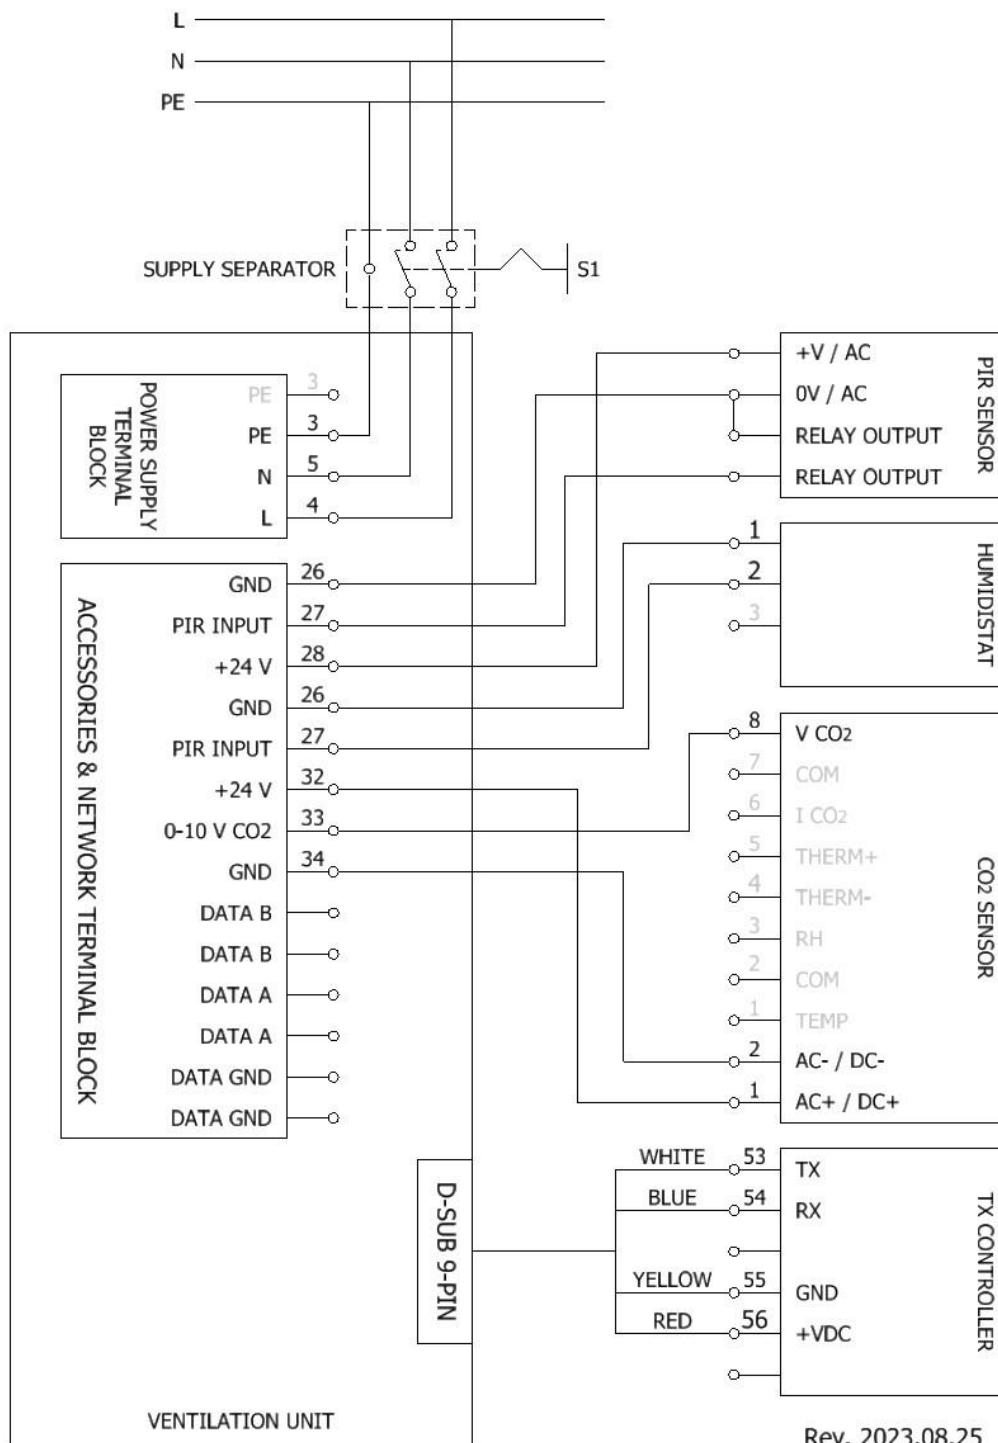 L
N
PE
SUPPLY SEPARATOR
S1
POWER SUPPLY
TERMINAL
BLOCK
PE 3
PE 3
N 5
L 4
ACCESSORIES & NETWORK TERMINAL BLOCK
GND 26
PIR INPUT 27
+24 V 28
GND 26
PIR INPUT 27
+24 V 32
0-10 V CO2 33
GND 34
DATA B
DATA B
DATA A
DATA A
DATA GND
DATA GND
D-SUB 9-PIN
VENTILATION UNIT
+V / AC
0V / AC
RELAY OUTPUT
RELAY OUTPUT
PIR SENSOR
1
2
3
HUMIDISTAT
8 V CO2
7 COM
6 I CO2
5 THERM+
4 THERM-
3 RH
2 COM
1 TEMP
2 AC- / DC-
1 AC+ / DC+
CO2 SENSOR
WHITE 53 TX
BLUE 54 RX
YELLOW 55 GND
RED 56 +VDC
TX CONTROLLER
Rev. 2023.08.25